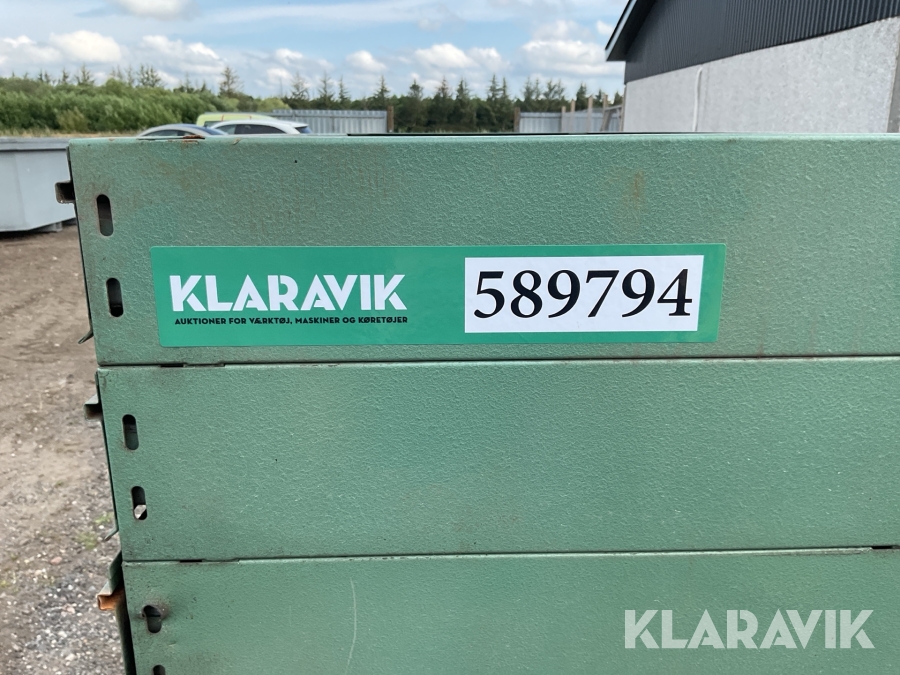 KLARAVIK
AUKTIONER FOR VÆRKTØJ, MASKINER OG KØRETØJER
589794
KLARAVIK